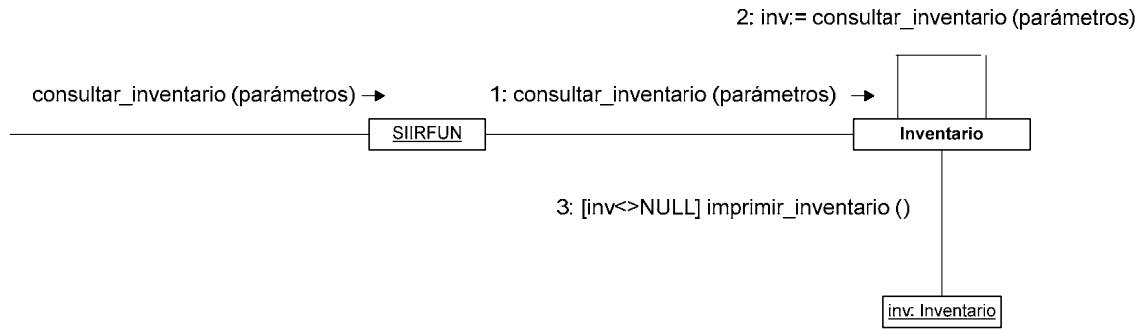 2: inv:= consultar_inventario (parámetros)
consultar_inventario (parámetros)
1: consultar_inventario (parámetros)
SIIRFUN
Inventario
3: [inv<>NULL] imprimir_inventario ()
inv: Inventario